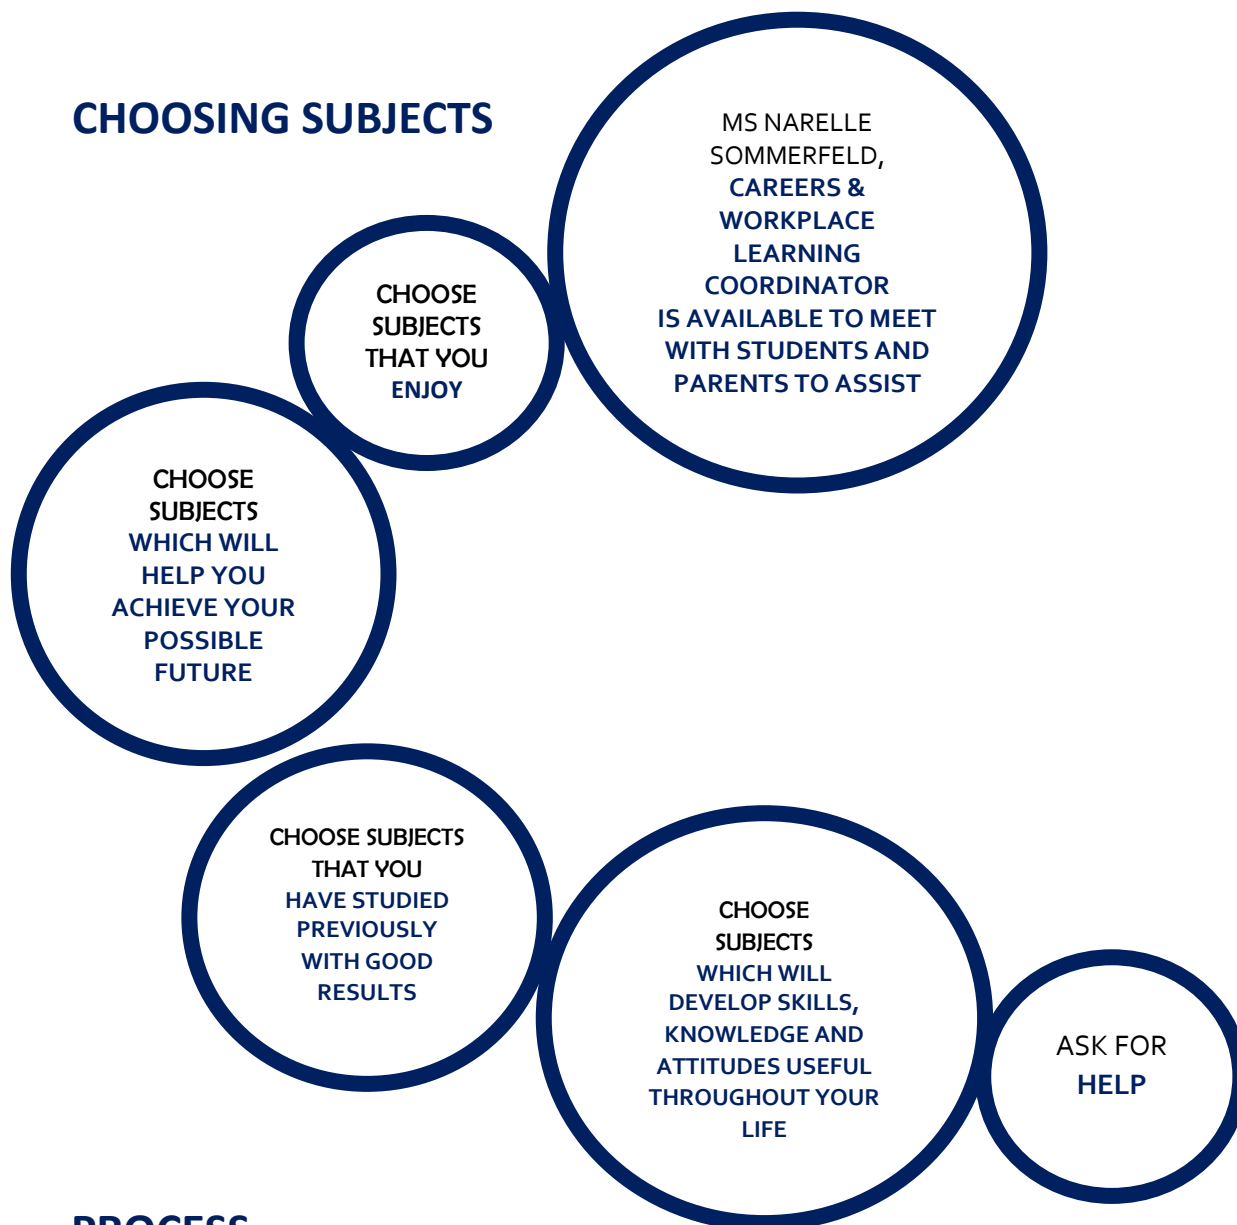 CHOOSING SUBJECTS
MS NARELLE
SOMMERFELD,
CAREERS &
WORKPLACE
LEARNING
COORDINATOR
IS AVAILABLE TO MEET
WITH STUDENTS AND
PARENTS TO ASSIST
CHOOSE
SUBJECTS
THAT YOU
ENJOY
CHOOSE
SUBJECTS
WHICH WILL
HELP YOU
ACHIEVE YOUR
POSSIBLE
FUTURE
CHOOSE SUBJECTS
THAT YOU
HAVE STUDIED
PREVIOUSLY
WITH GOOD
RESULTS
CHOOSE
SUBJECTS
WHICH WILL
DEVELOP SKILLS,
KNOWLEDGE AND
ATTITUDES USEFUL
THROUGHOUT YOUR
LIFE
ASK FOR
HELP
PROCESS